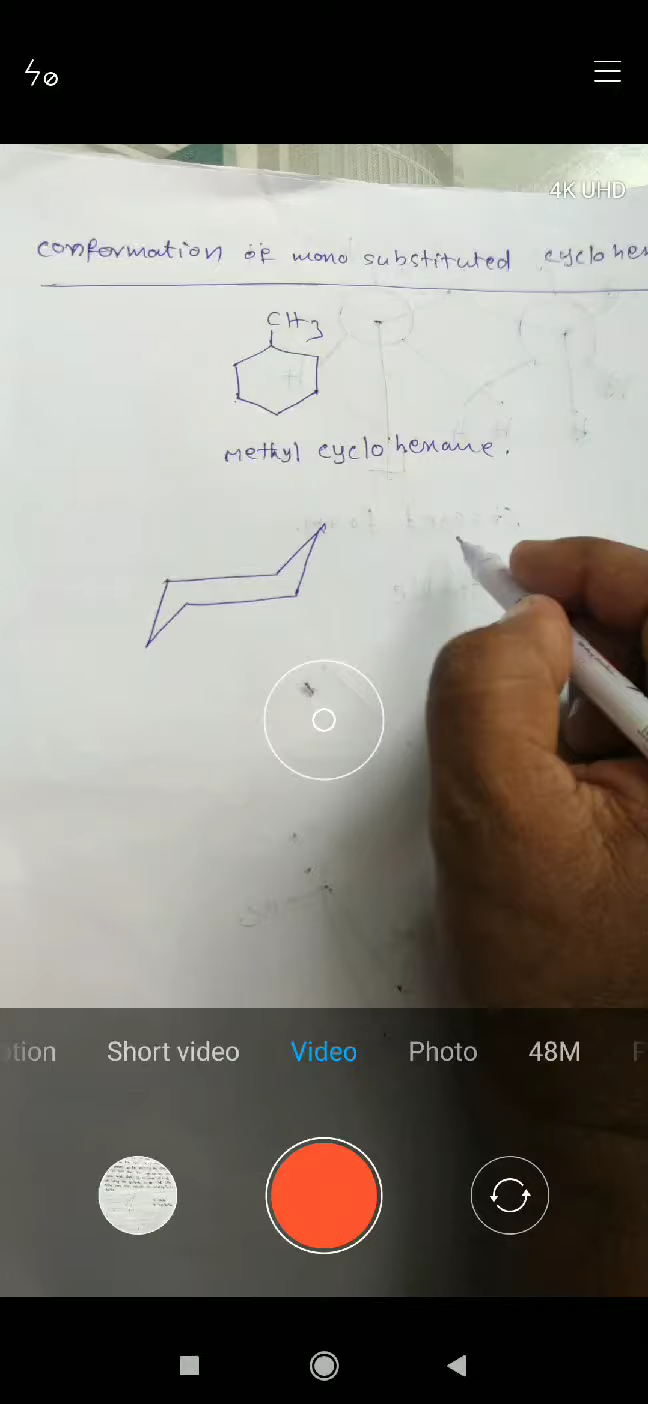 4K UHD
conformation of mono substituted cyclohex
CH3
methyl cyclohexane.
Short video Video Photo 48M